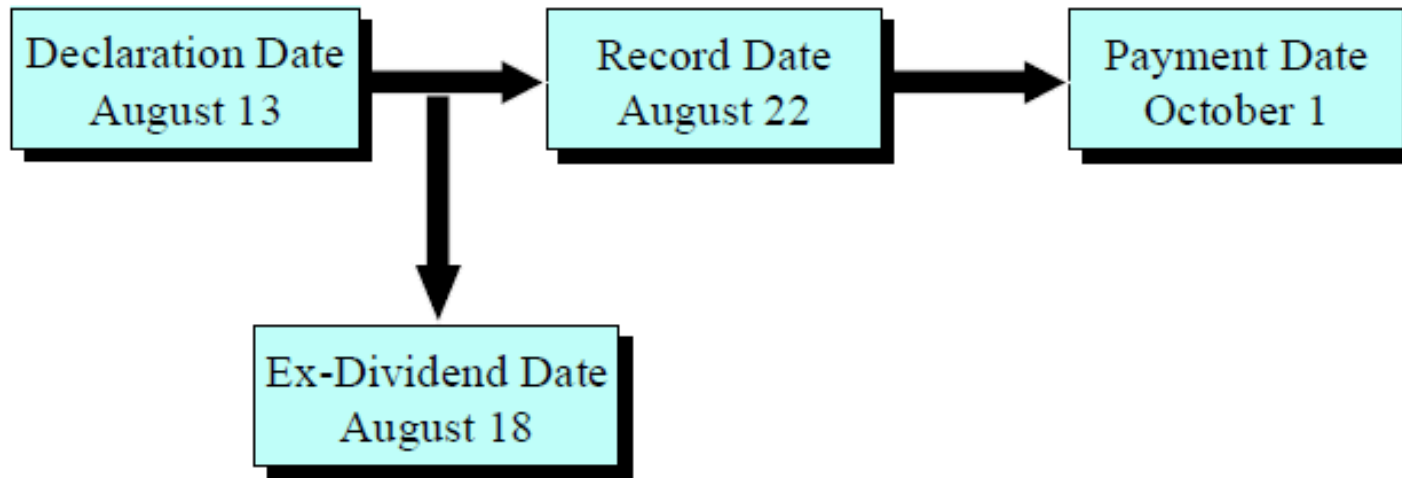 Declaration Date
August 13
Record Date
August 22
Payment Date
October 1
Ex-Dividend Date
August 18